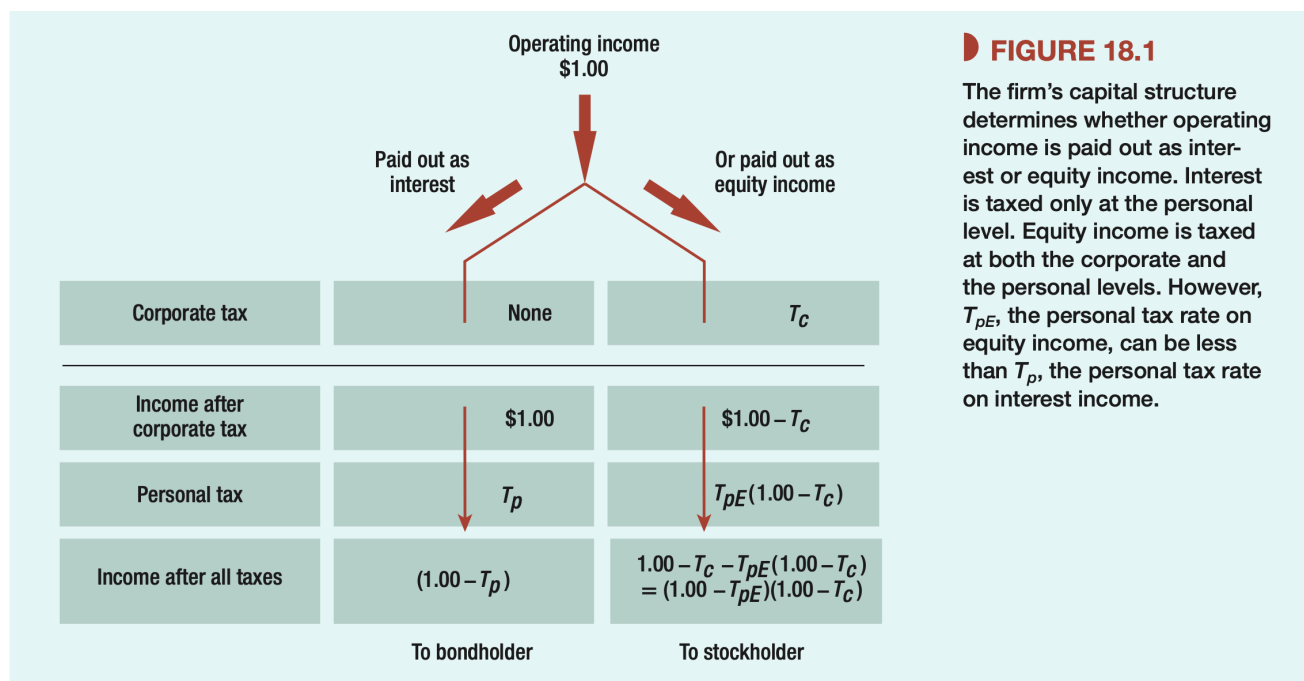 Operating income
$1.00
Paid out as
interest
Or paid out as
equity income
Corporate tax
None
Tc
Income after
corporate tax
$1.00
$1.00 – Tc
Personal tax
Tp
TpE(1.00 – Tc)
Income after all taxes
(1.00 – Tp)
1.00 – Tc – TpE(1.00 – Tc)
= (1.00 – TpE)(1.00 – Tc)
To bondholder
To stockholder
FIGURE 18.1
The firm’s capital structure
determines whether operating
income is paid out as inter-
est or equity income. Interest
is taxed only at the personal
level. Equity income is taxed
at both the corporate and
the personal levels. However,
TpE, the personal tax rate on
equity income, can be less
than Tp, the personal tax rate
on interest income.